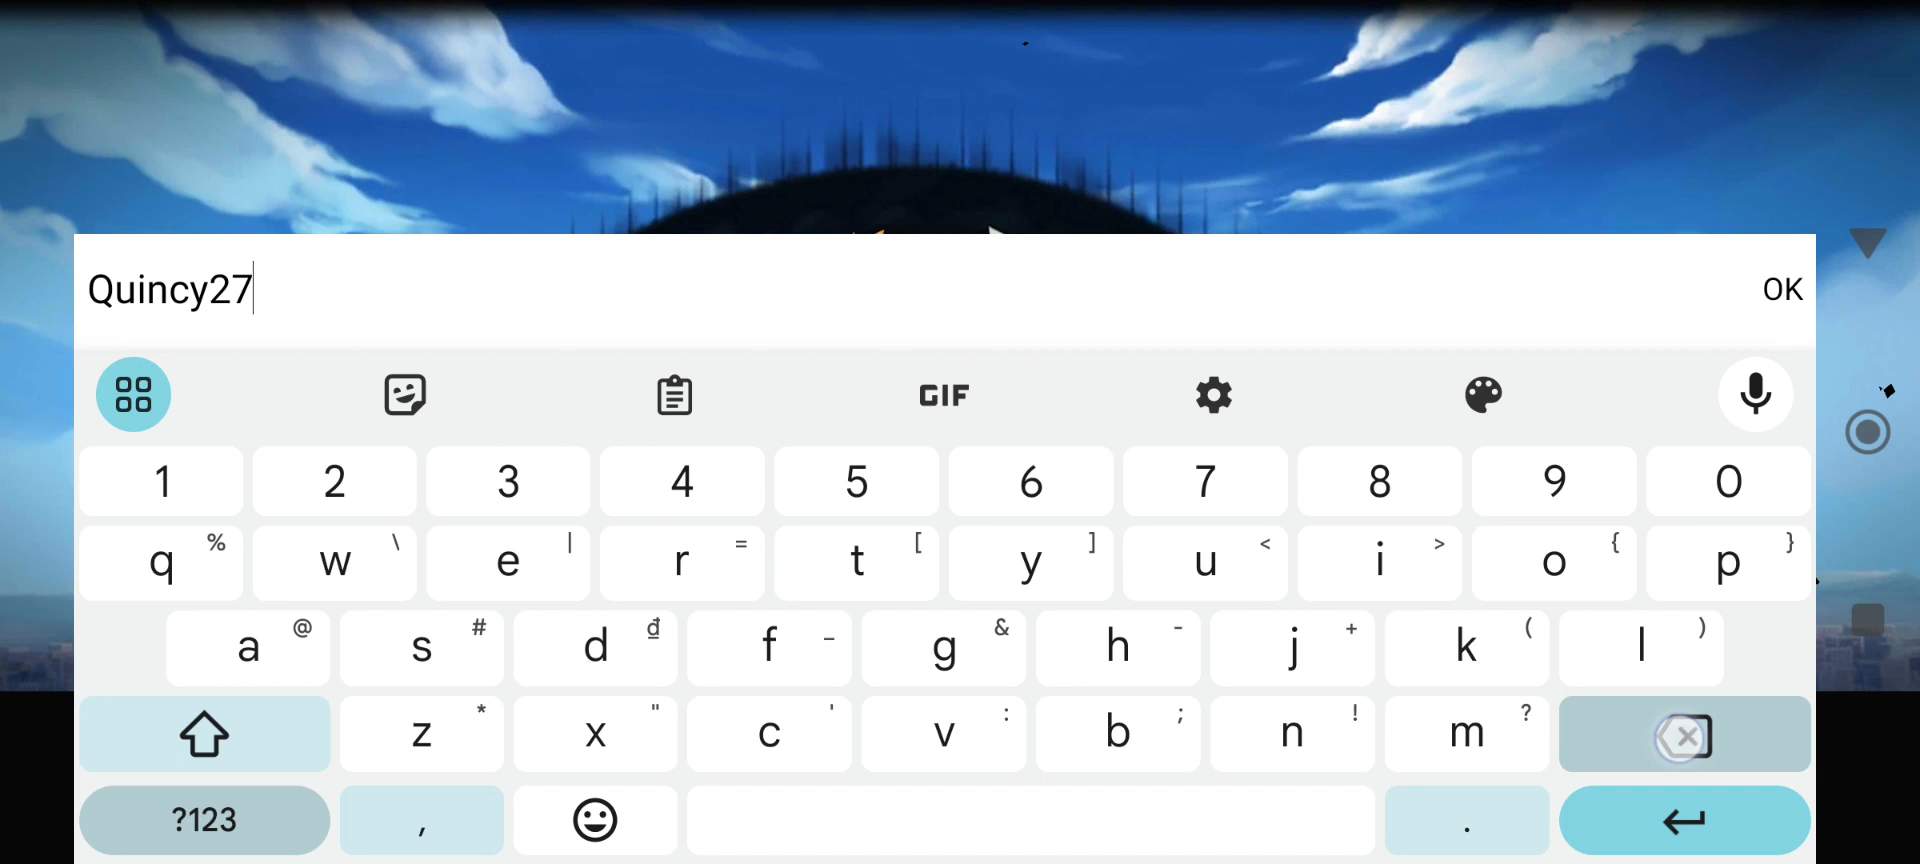 Quincy27
OK
GIF
1 2 3 4 5 6 7 8 9 0
q % w \ e | r = t [ y ] u < i > o { p }
a @ s # d ₫ f _ g & h - j + k ( l )
z * x " c ' v : b ; n ! m ?
?123 , .